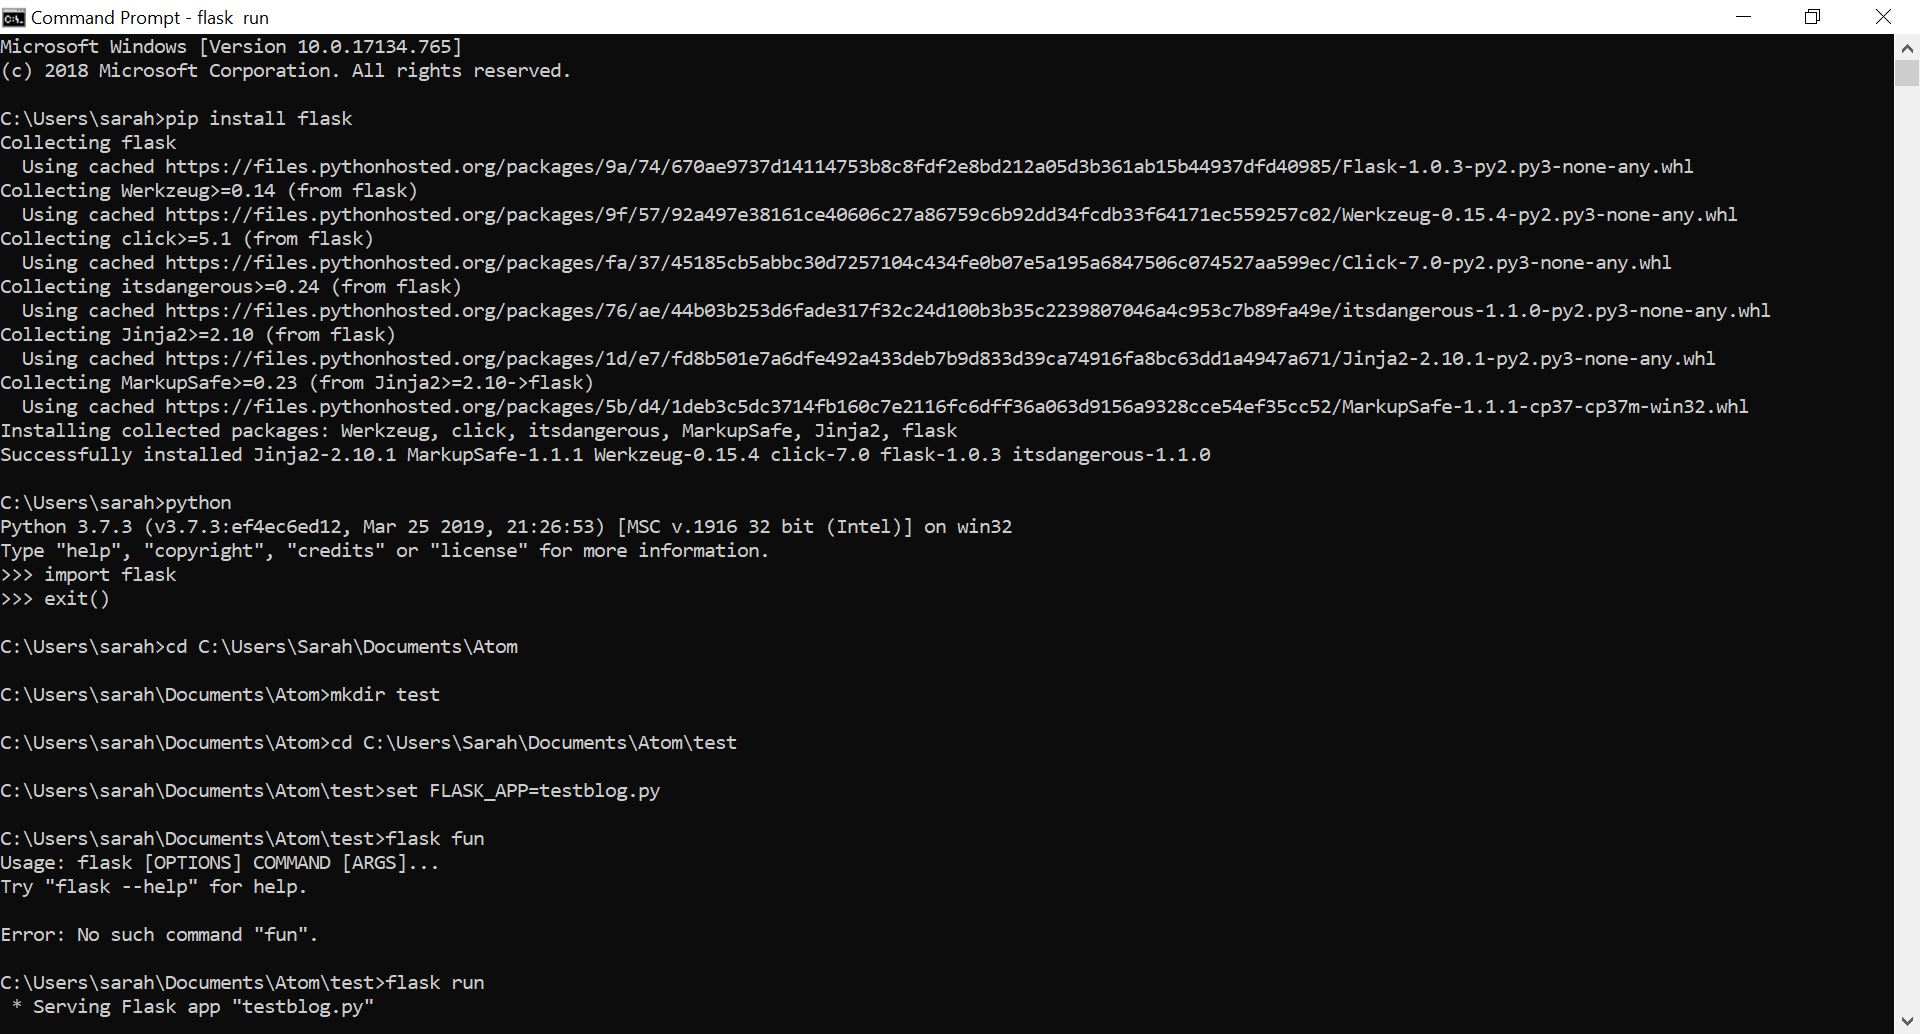 Command Prompt - flask  run
Microsoft Windows [Version 10.0.17134.765]
(c) 2018 Microsoft Corporation. All rights reserved.
C:\Users\sarah>pip install flask
Collecting flask
  Using cached https://files.pythonhosted.org/packages/9a/74/670ae9737d14114753b8c8fdf2e8bd212a05d3b361ab15b44937dfd40985/Flask-1.0.3-py2.py3-none-any.whl
Collecting Werkzeug>=0.14 (from flask)
  Using cached https://files.pythonhosted.org/packages/9f/57/92a497e38161ce40606c27a86759c6b92dd34fcdb33f64171ec559257c02/Werkzeug-0.15.4-py2.py3-none-any.whl
Collecting click>=5.1 (from flask)
  Using cached https://files.pythonhosted.org/packages/fa/37/45185cb5abbc30d7257104c434fe0b07e5a195a6847506c074527aa599ec/Click-7.0-py2.py3-none-any.whl
Collecting itsdangerous>=0.24 (from flask)
  Using cached https://files.pythonhosted.org/packages/76/ae/44b03b253d6fade317f32c24d100b3b35c2239807046a4c953c7b89fa49e/itsdangerous-1.1.0-py2.py3-none-any.whl
Collecting Jinja2>=2.10 (from flask)
  Using cached https://files.pythonhosted.org/packages/1d/e7/fd8b501e7a6dfe492a433deb7b9d833d39ca74916fa8bc63dd1a4947a671/Jinja2-2.10.1-py2.py3-none-any.whl
Collecting MarkupSafe>=0.23 (from Jinja2>=2.10->flask)
  Using cached https://files.pythonhosted.org/packages/5b/d4/1deb3c5dc3714fb160c7e2116fc6dff36a063d9156a9328cce54ef35cc52/MarkupSafe-1.1.1-cp37-cp37m-win32.whl
Installing collected packages: Werkzeug, click, itsdangerous, MarkupSafe, Jinja2, flask
Successfully installed Jinja2-2.10.1 MarkupSafe-1.1.1 Werkzeug-0.15.4 click-7.0 flask-1.0.3 itsdangerous-1.1.0
C:\Users\sarah>python
Python 3.7.3 (v3.7.3:ef4ec6ed12, Mar 25 2019, 21:26:53) [MSC v.1916 32 bit (Intel)] on win32
Type "help", "copyright", "credits" or "license" for more information.
>>> import flask
>>> exit()
C:\Users\sarah>cd C:\Users\Sarah\Documents\Atom
C:\Users\sarah\Documents\Atom>mkdir test
C:\Users\sarah\Documents\Atom>cd C:\Users\Sarah\Documents\Atom\test
C:\Users\sarah\Documents\Atom\test>set FLASK_APP=testblog.py
C:\Users\sarah\Documents\Atom\test>flask fun
Usage: flask [OPTIONS] COMMAND [ARGS]...
Try "flask --help" for help.
Error: No such command "fun".
C:\Users\sarah\Documents\Atom\test>flask run
 * Serving Flask app "testblog.py"